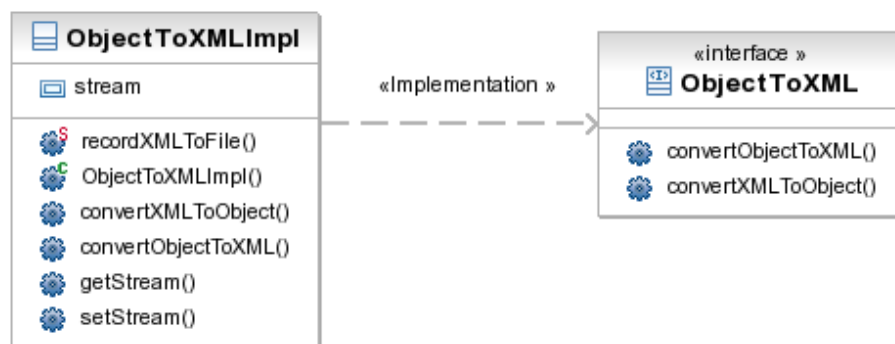 ObjectToXMLImpl
stream
recordXMLToFile()
ObjectToXMLImpl()
convertXMLToObject()
convertObjectToXML()
getStream()
setStream()
«Implementation »
«interface »
ObjectToXML
convertObjectToXML()
convertXMLToObject()